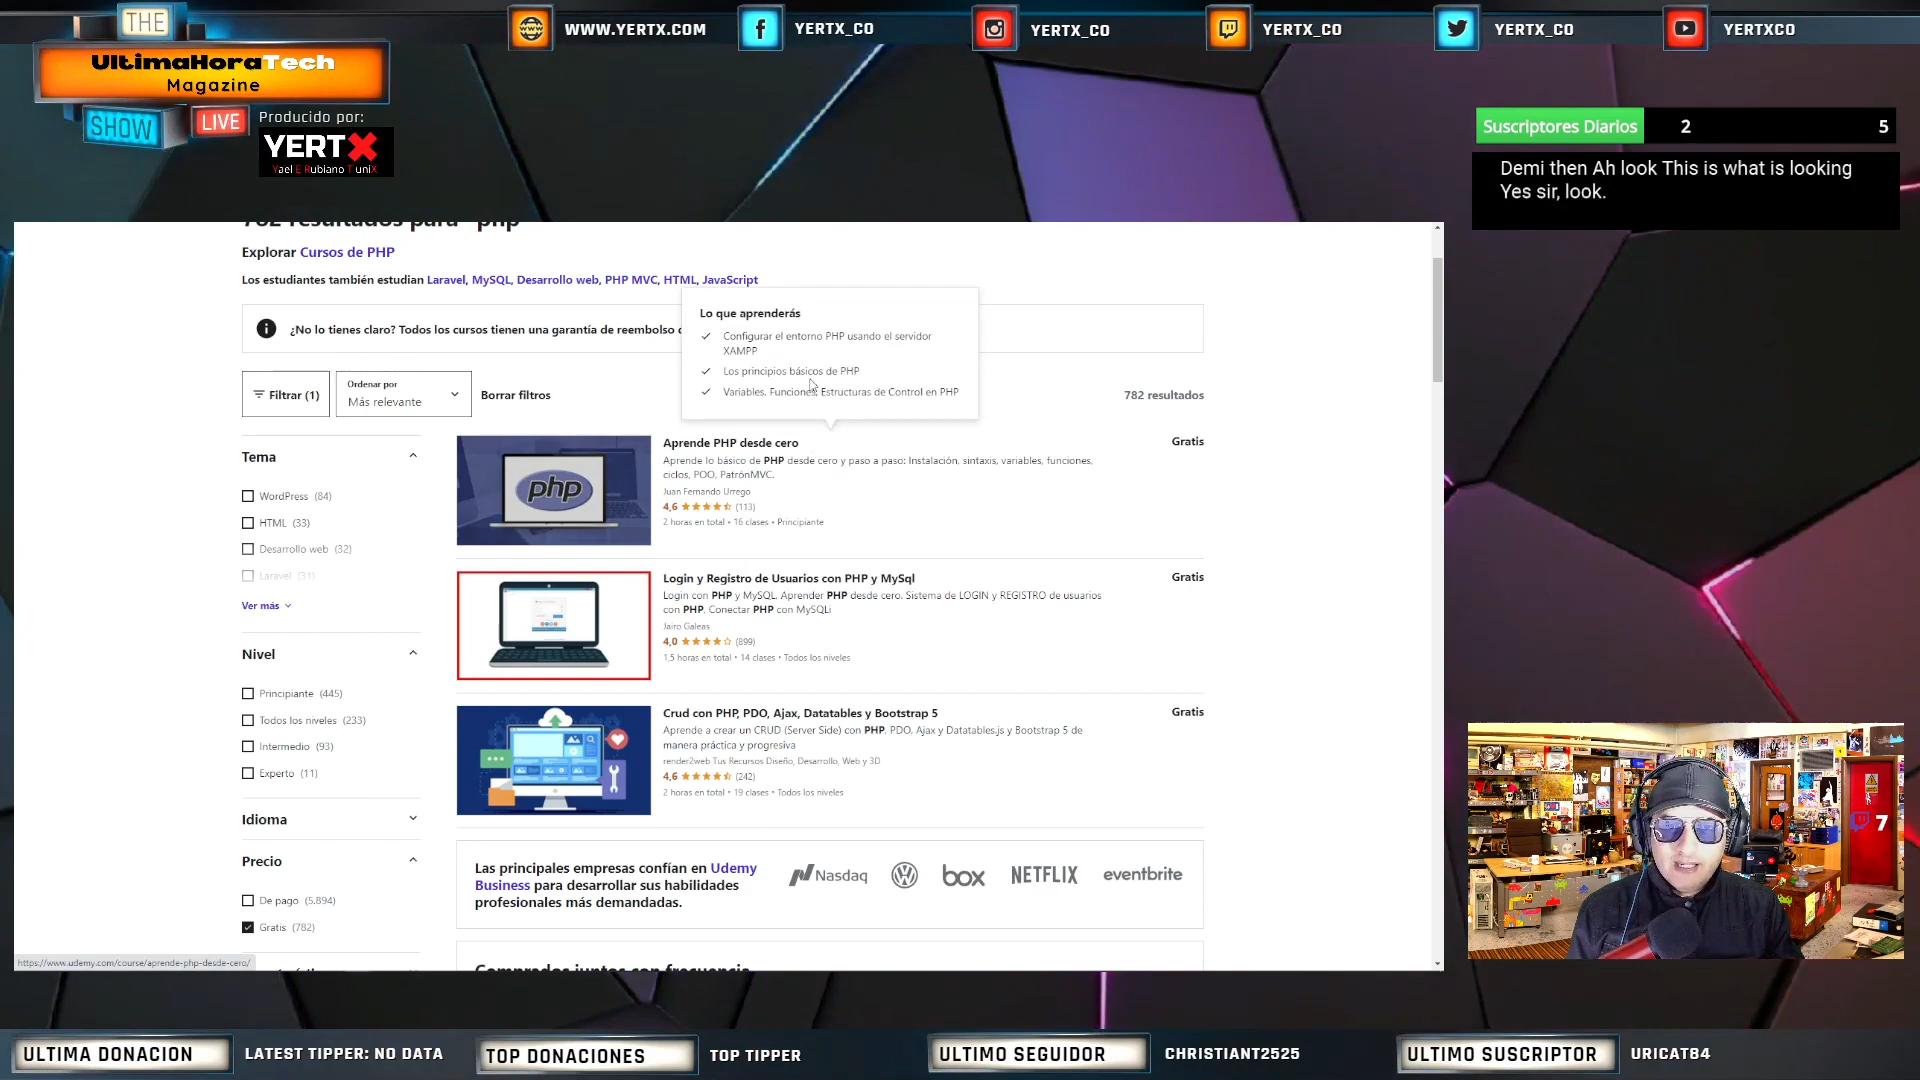 THE
UltimaHoraTech
Magazine
SHOW
LIVE
Producido por:
YERTX
Yael E Rubiano T uniX
WWW.YERTX.COM
YERTX_CO
YERTX_CO
YERTX_CO
YERTX_CO
YERTXCO
Suscriptores Diarios 2 5
Demi then Ah look This is what is looking
Yes sir, look.
782 resultados para "php"
Explorar Cursos de PHP
Los estudiantes también estudian Laravel, MySQL, Desarrollo web, PHP MVC, HTML, JavaScript
¿No lo tienes claro? Todos los cursos tienen una garantía de reembolso
Lo que aprenderás
Configurar el entorno PHP usando el servidor
XAMPP
Los principios básicos de PHP
Variables, Funciones, Estructuras de Control en PHP
Filtrar (1)
Ordenar por
Más relevante
Borrar filtros
782 resultados
Tema
WordPress (84)
HTML (33)
Desarrollo web (32)
Laravel (31)
Ver más
Nivel
Principiante (445)
Todos los niveles (233)
Intermedio (93)
Experto (11)
Idioma
Precio
De pago (5.894)
Gratis (782)
php
Aprende PHP desde cero
Gratis
Aprende lo básico de PHP desde cero y paso a paso: Instalación, sintaxis, variables, funciones,
ciclos, POO, PatrónMVC.
Juan Fernando Urrego
4,6 (113)
2 horas en total • 16 clases • Principiante
Login y Registro de Usuarios con PHP y MySql
Gratis
Login con PHP y MySQL. Aprender PHP desde cero. Sistema de LOGIN y REGISTRO de usuarios
con PHP. Conectar PHP con MySQLi
Jairo Galeas
4,0 (899)
1,5 horas en total • 14 clases • Todos los niveles
Crud con PHP, PDO, Ajax, Datatables y Bootstrap 5
Gratis
Aprende a crear un CRUD (Server Side) con PHP, PDO, Ajax y Datatables.js y Bootstrap 5 de
manera práctica y progresiva
render2web Tus Recursos Diseño, Desarrollo, Web y 3D
4,6 (242)
2 horas en total • 19 clases • Todos los niveles
Las principales empresas confían en Udemy
Business para desarrollar sus habilidades
profesionales más demandadas.
Nasdaq
box
NETFLIX
eventbrite
Comprados juntos con frecuencia
https://www.udemy.com/course/aprende-php-desde-cero/
7
ULTIMA DONACION
LATEST TIPPER: NO DATA
TOP DONACIONES
TOP TIPPER
ULTIMO SEGUIDOR
CHRISTIANT2525
ULTIMO SUSCRIPTOR
URICAT84